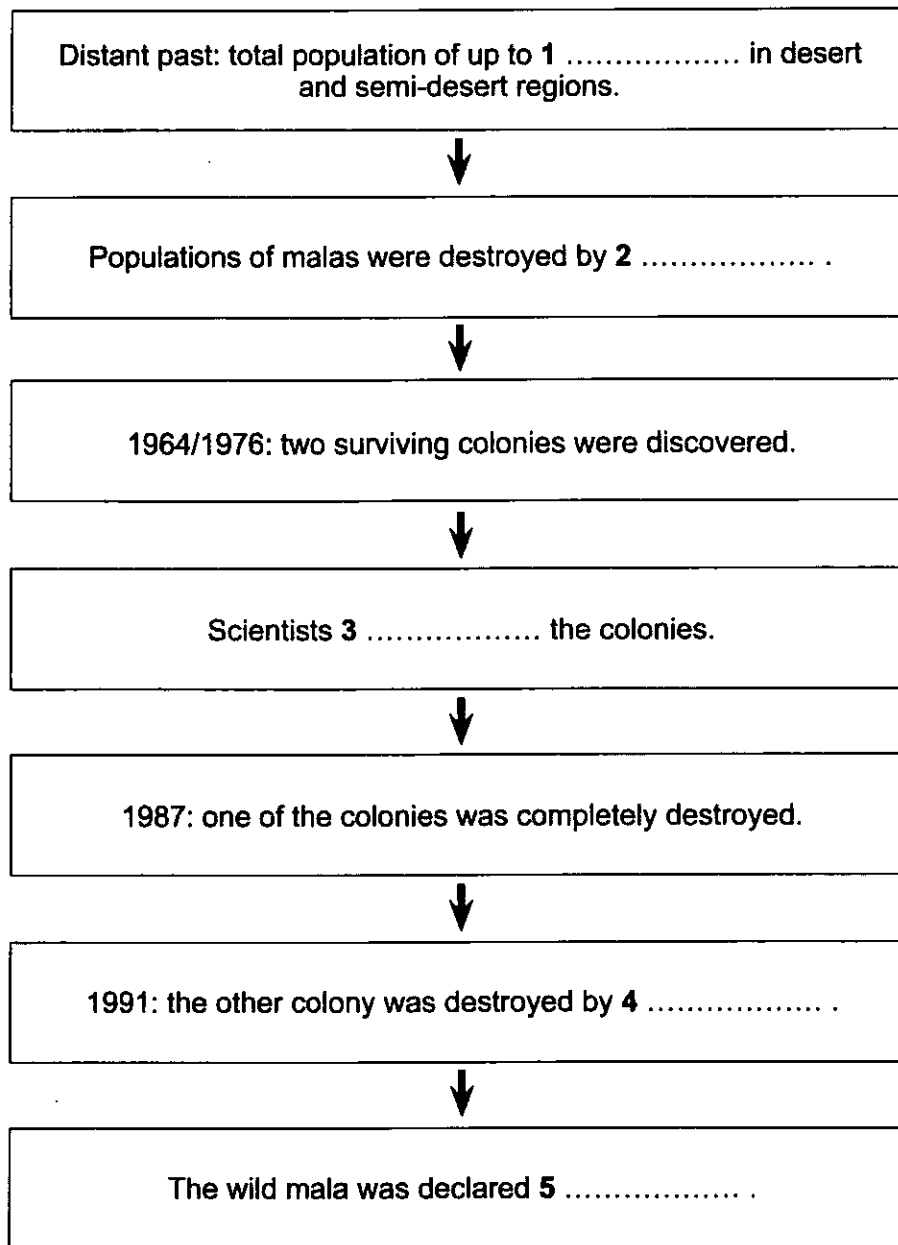 Distant past: total population of up to 1 .................. in desert
and semi-desert regions.
Populations of malas were destroyed by 2 .................. .
1964/1976: two surviving colonies were discovered.
Scientists 3 .................. the colonies.
1987: one of the colonies was completely destroyed.
1991: the other colony was destroyed by 4 .................. .
The wild mala was declared 5 .................. .